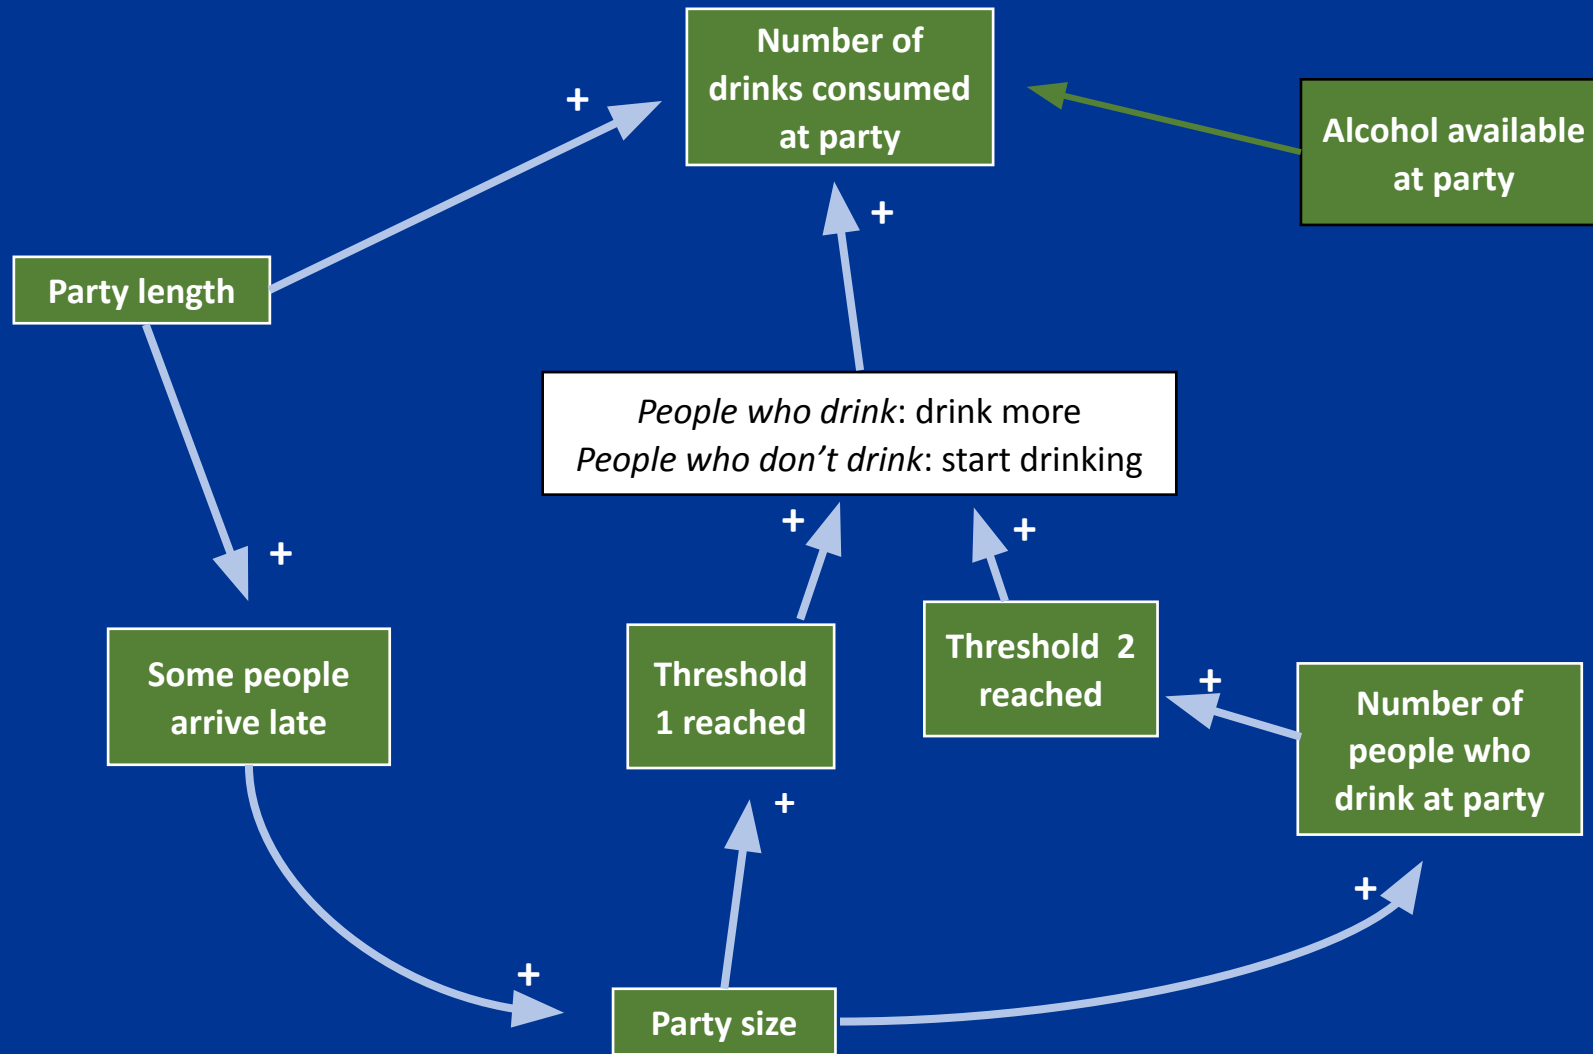 Number of
drinks consumed
at party
+
Alcohol available
at party
+
Party length
People who drink: drink more
People who don't drink: start drinking
+
+
+
Some people
arrive late
Threshold
1 reached
Threshold  2
reached
+
Number of
people who
drink at party
+
+
+
Party size